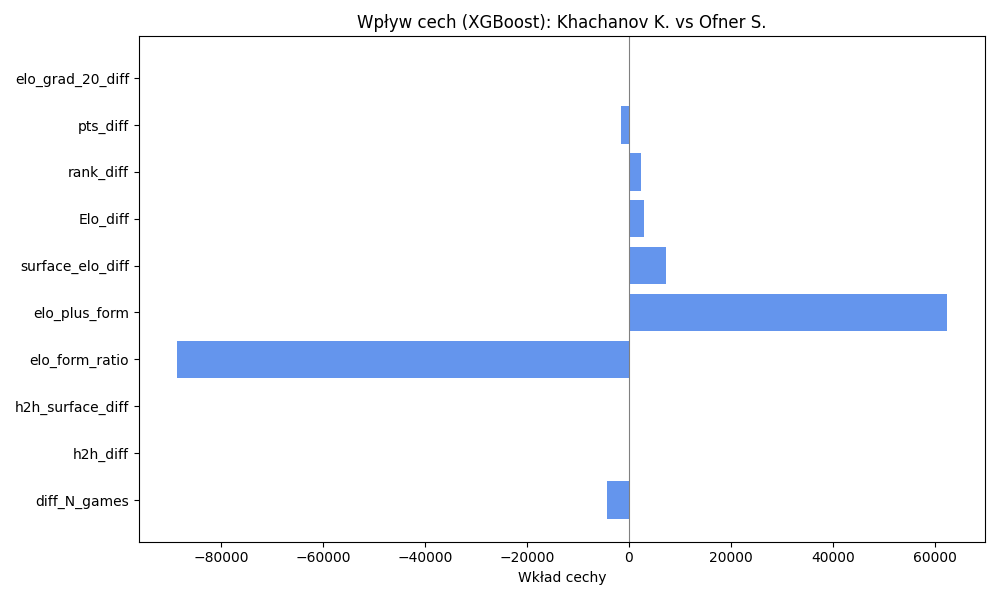 Wpływ cech (XGBoost): Khachanov K. vs Ofner S.
elo_grad_20_diff
pts_diff
rank_diff
Elo_diff
surface_elo_diff
elo_plus_form
elo_form_ratio
h2h_surface_diff
h2h_diff
diff_N_games
−80000 −60000 −40000 −20000 0 20000 40000 60000
Wkład cechy